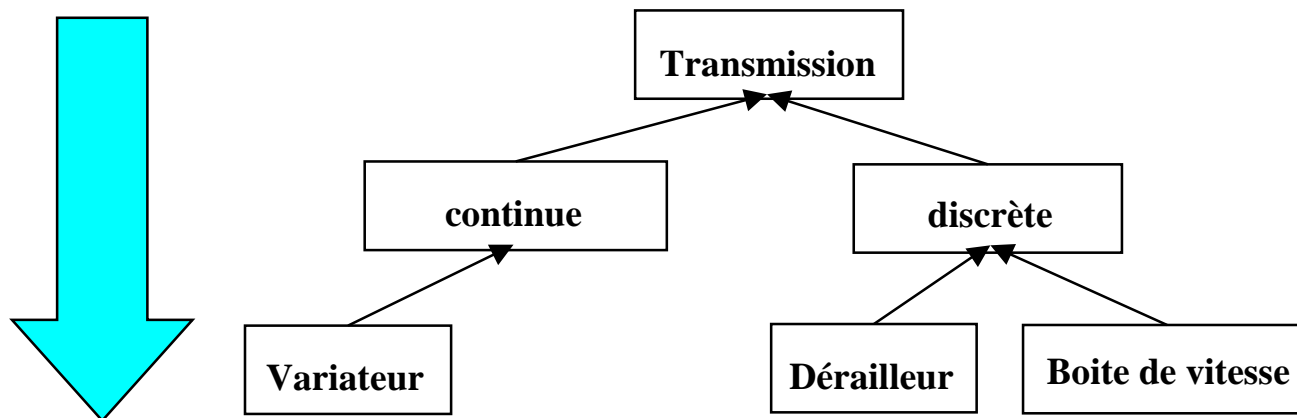 Transmission
continue
discrète
Variateur
Dérailleur
Boite de vitesse